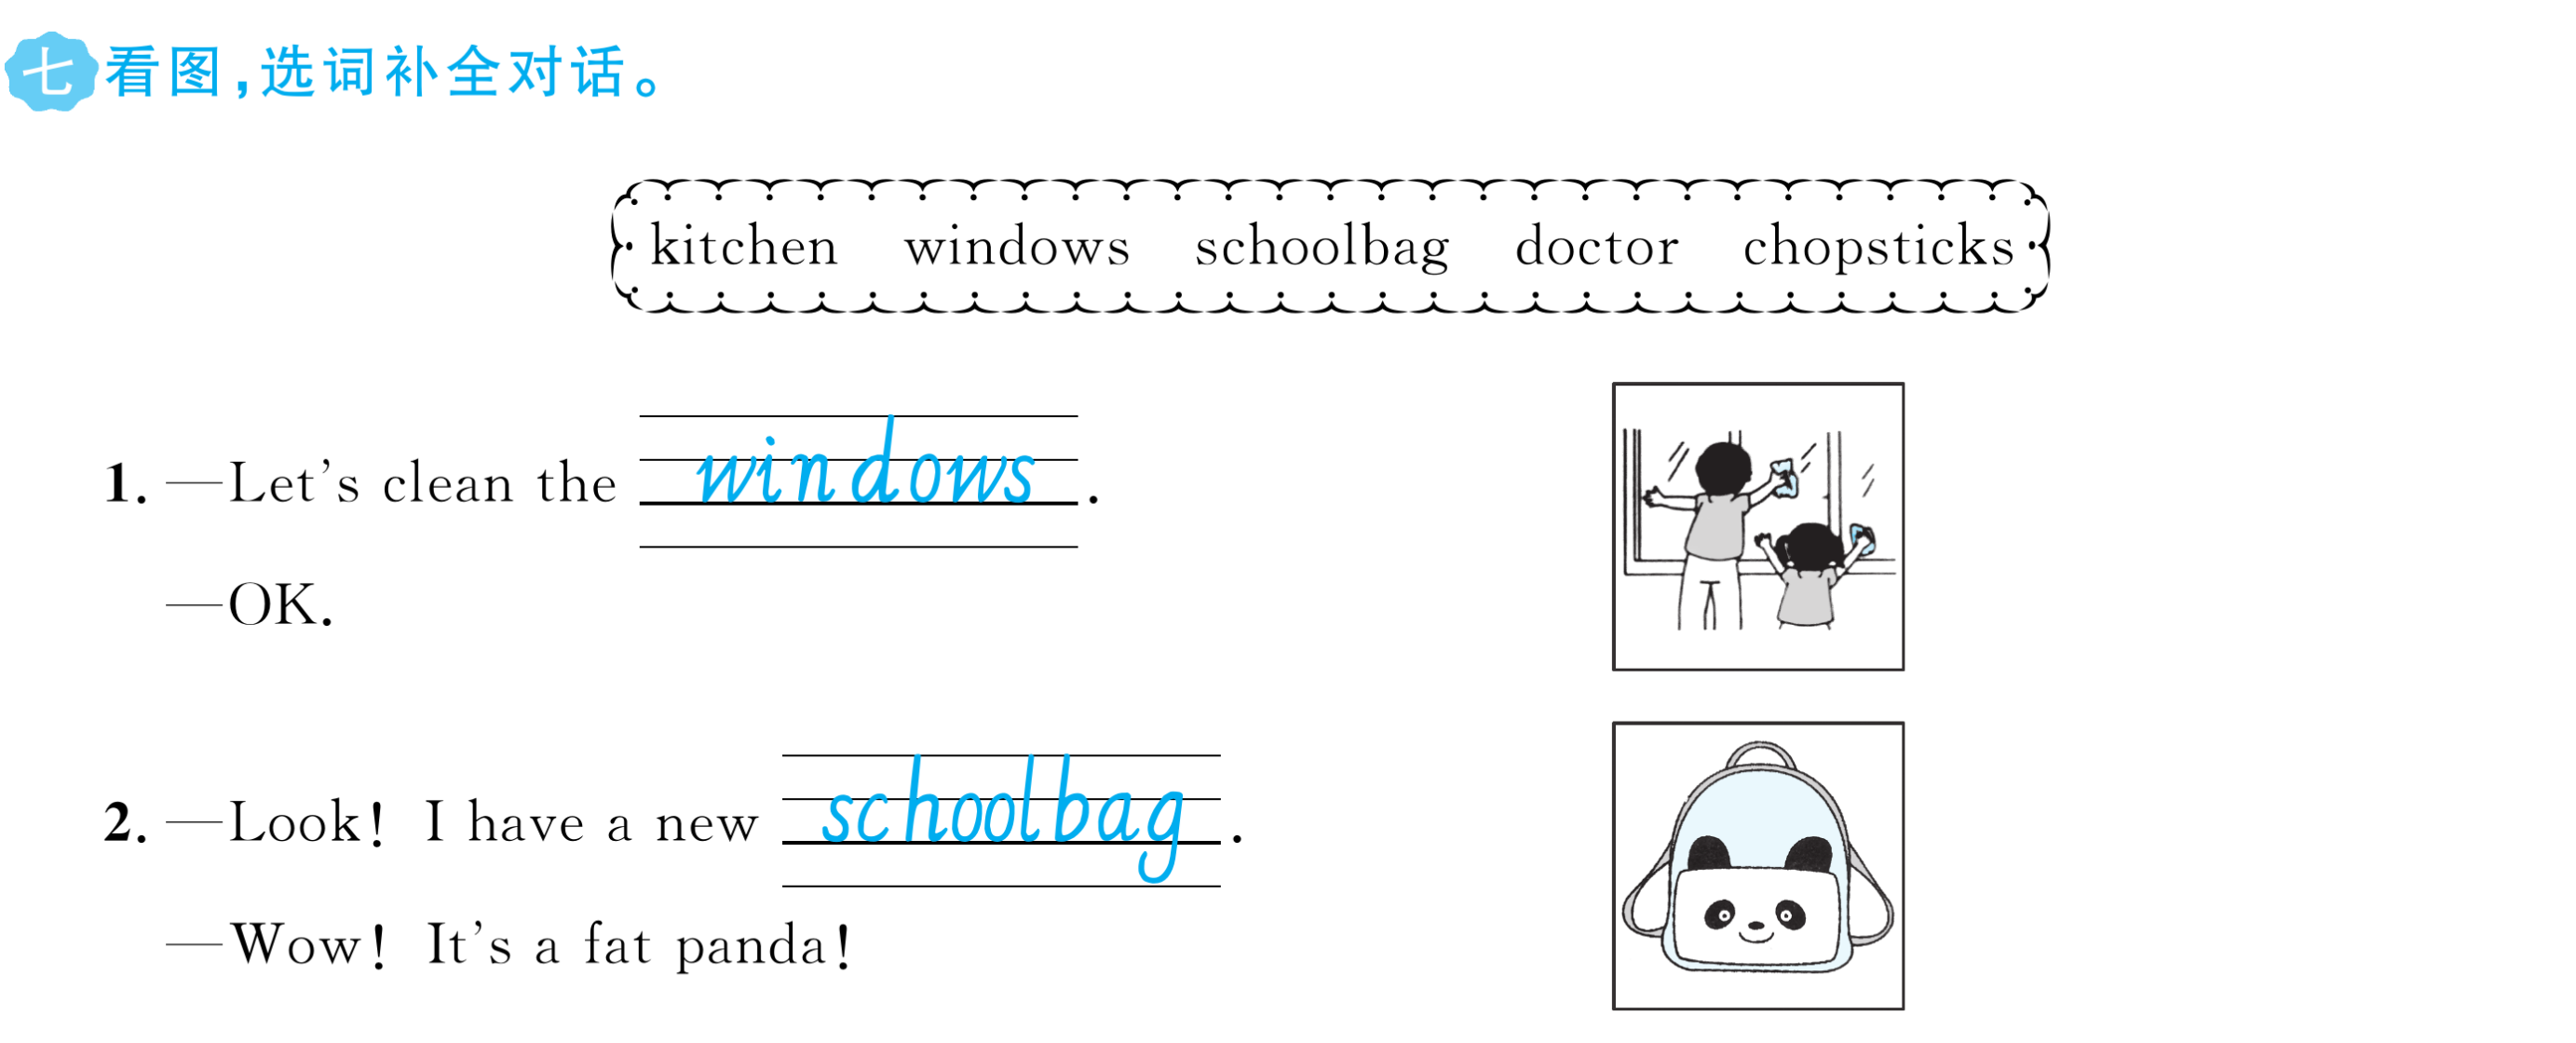 七 看图,选词补全对话。
kitchen windows schoolbag doctor chopsticks
1. —Let's clean the windows.
—OK.
2. —Look! I have a new schoolbag.
—Wow! It's a fat panda!